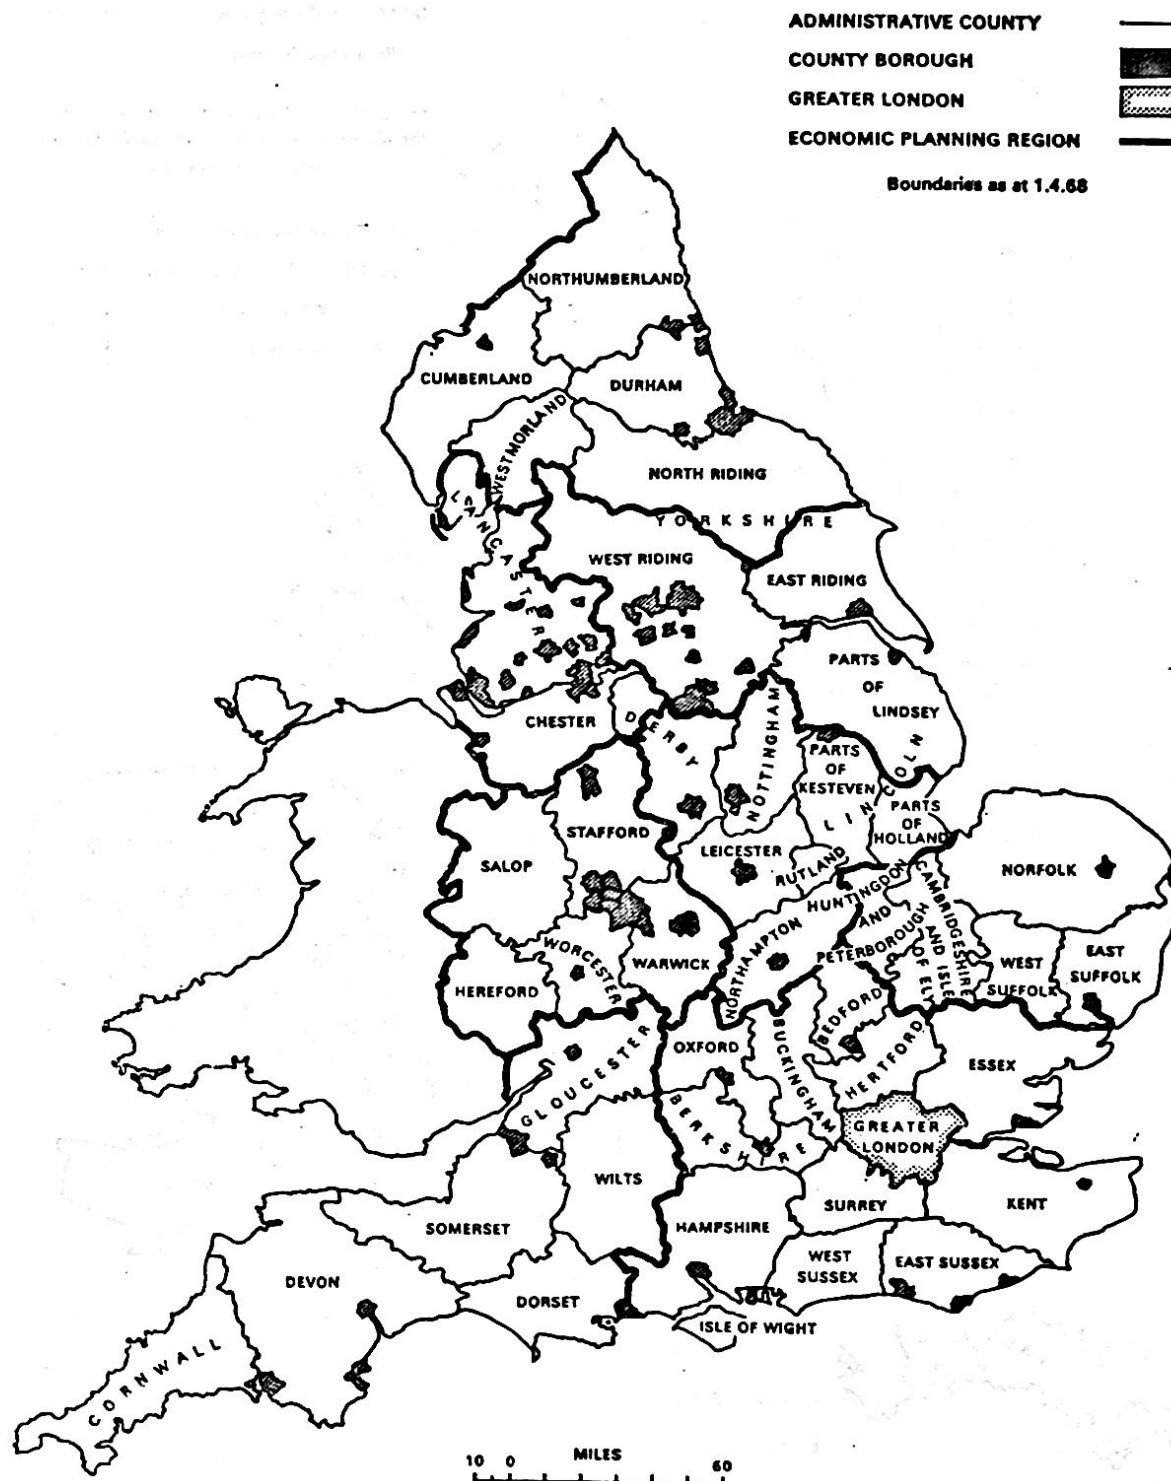 ADMINISTRATIVE COUNTY
COUNTY BOROUGH
GREATER LONDON
ECONOMIC PLANNING REGION
Boundaries as at 1.4.68
NORTHUMBERLAND
CUMBERLAND
DURHAM
WESTMORLAND
NORTH RIDING
YORKSHIRE
LANCASTER
WEST RIDING
EAST RIDING
PARTS
OF
LINDSEY
CHESTER
DERBY
NOTTINGHAM
PARTS
OF
KESTEVEN
LINCOLN
PARTS
OF
HOLLAND
STAFFORD
SALOP
LEICESTER
RUTLAND
NORFOLK
HUNTINGDON
AND
PETERBOROUGH
CAMBRIDGESHIRE
AND ISLE
OF ELY
NORTHAMPTON
WORCESTER
WARWICK
HEREFORD
WEST
SUFFOLK
EAST
SUFFOLK
BEDFORD
BUCKINGHAM
OXFORD
HERTFORD
ESSEX
GLOUCESTER
BERKSHIRE
GREATER
LONDON
WILTS
SURREY
KENT
SOMERSET
HAMPSHIRE
WEST
SUSSEX
EAST SUSSEX
DEVON
DORSET
ISLE OF WIGHT
CORNWALL
MILES
10 0 60